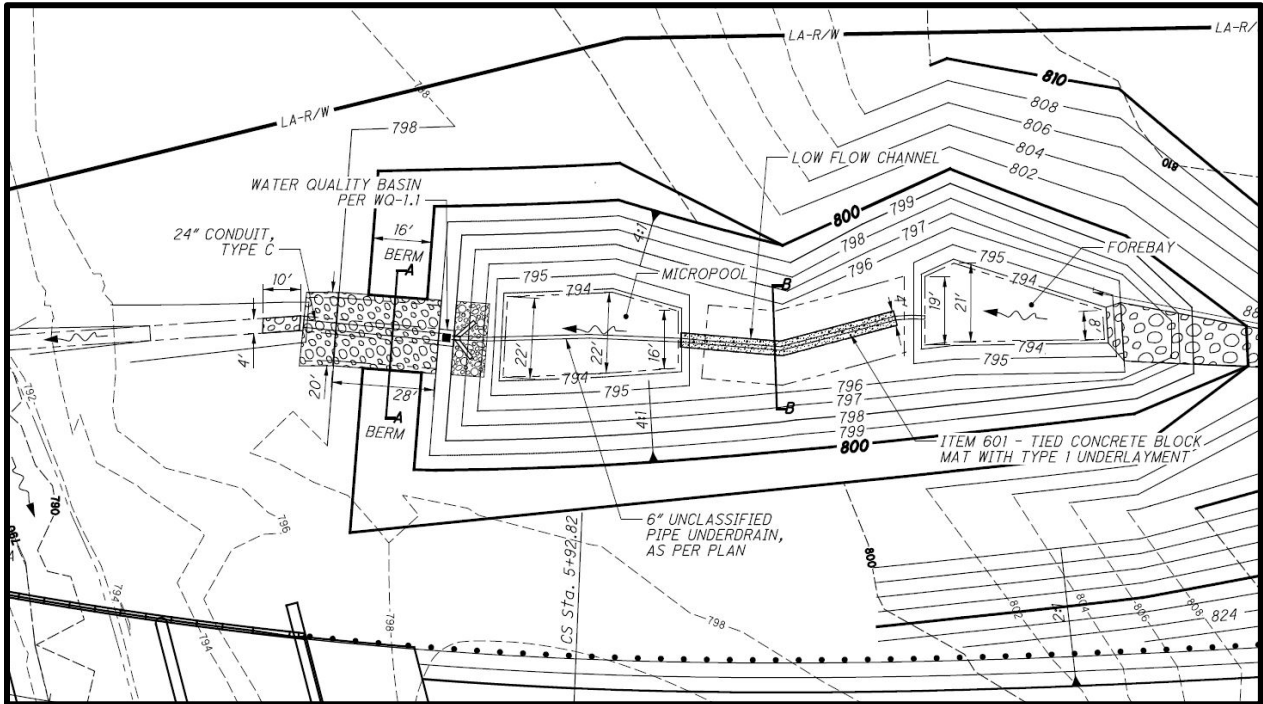 LA-R/W
LA-R/W
LA-R/
798
810
808
806
804
802
810
798
LA-R/W
LOW FLOW CHANNEL
WATER QUALITY BASIN
PER WQ-1.1
800
799
798
797
796
24" CONDUIT,
TYPE C
16'
BERM
A
4:1
MICROPOOL
FOREBAY
10'
795
794
B
795
794
19'
21'
8'
4'
4'
22'
22'
16'
794
795
794
795
792
20'
28'
A
BERM
4:1
B
796
797
798
799
800
ITEM 601 - TIED CONCRETE BLOCK
MAT WITH TYPE 1 UNDERLAYMENT
790
780
796
6" UNCLASSIFIED
PIPE UNDERDRAIN,
AS PER PLAN
CS Sta. 5+92.82
800
794
794
798
798
802
804
806
808
2:1
824